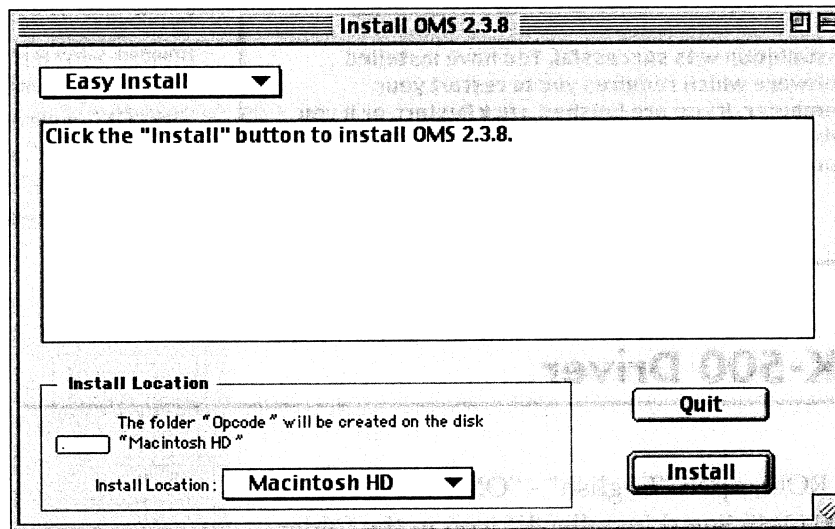 Install OMS 2.3.8
Easy Install
Click the "Install" button to install OMS 2.3.8.
Install Location
The folder "Opcode" will be created on the disk
"Macintosh HD"
Install Location:
Macintosh HD
Quit
Install